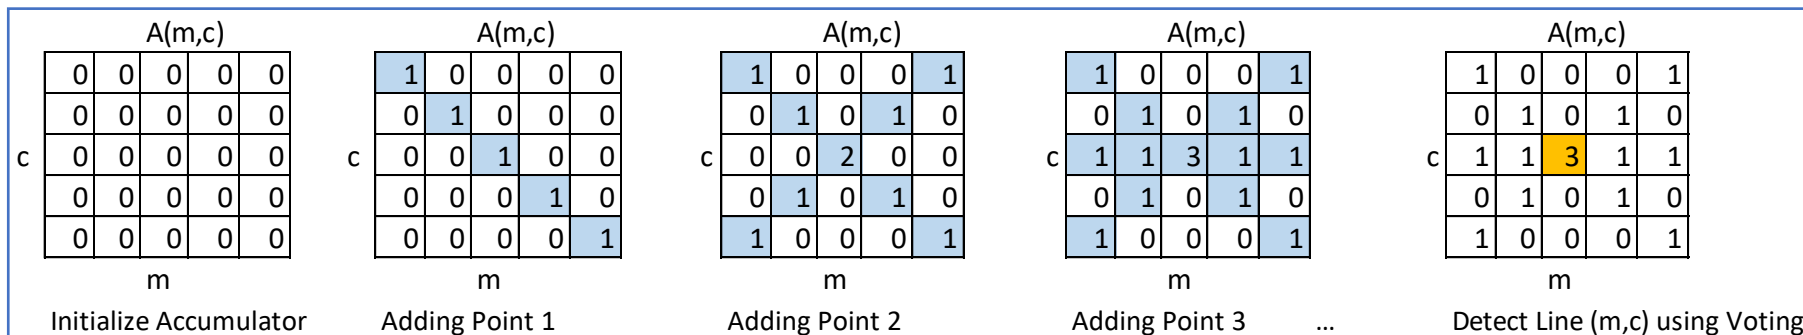 A(m,c) A(m,c) A(m,c) A(m,c) A(m,c)
0 0 0 0 0 1 0 0 0 0 1 0 0 0 1 1 0 0 0 1 1 0 0 0 1
0 0 0 0 0 0 1 0 0 0 0 1 0 1 0 0 1 0 1 0 0 1 0 1 0
c 0 0 0 0 0 c 0 0 1 0 0 c 0 0 2 0 0 c 1 1 3 1 1 c 1 1 3 1 1
0 0 0 0 0 0 0 0 1 0 0 1 0 1 0 0 1 0 1 0 0 1 0 1 0
0 0 0 0 0 0 0 0 0 1 1 0 0 0 1 1 0 0 0 1 1 0 0 0 1
m m m m m
Initialize Accumulator Adding Point 1 Adding Point 2 Adding Point 3 ... Detect Line (m,c) using Voting